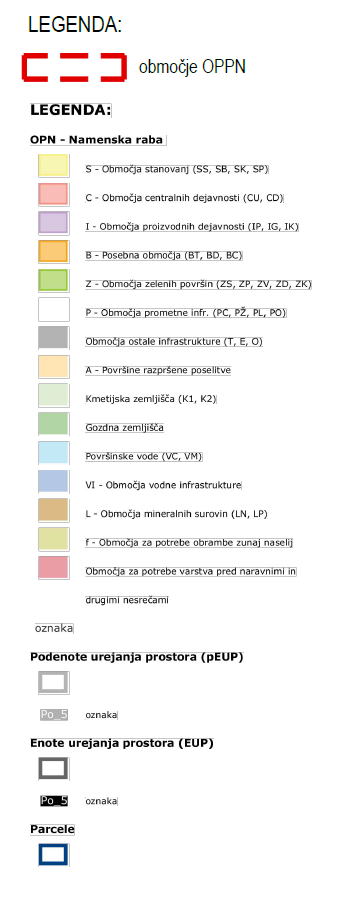 LEGENDA:
območje OPPN
LEGENDA:
OPN - Namenska raba
S - Območja stanovanj (SS, SB, SK, SP)
C - Območja centralnih dejavnosti (CU, CD)
I - Območja proizvodnih dejavnosti (IP, IG, IK)
B - Posebna območja (BT, BD, BC)
Z - Območja zelenih površin (ZS, ZP, ZV, ZD, ZK)
P - Območja prometne infr. (PC, PŽ, PL, PO)
Območja ostale infrastrukture (T, E, O)
A - Površine razpršene poselitve
Kmetijska zemljišča (K1, K2)
Gozdna zemljišča
Površinske vode (VC, VM)
VI - Območja vodne infrastrukture
L - Območja mineralnih surovin (LN, LP)
f - Območja za potrebe obrambe zunaj naselij
Območja za potrebe varstva pred naravnimi in
drugimi nesrečami
oznaka
Podenote urejanja prostora (pEUP)
Po_5 oznaka
Enote urejanja prostora (EUP)
Po_5 oznaka
Parcele